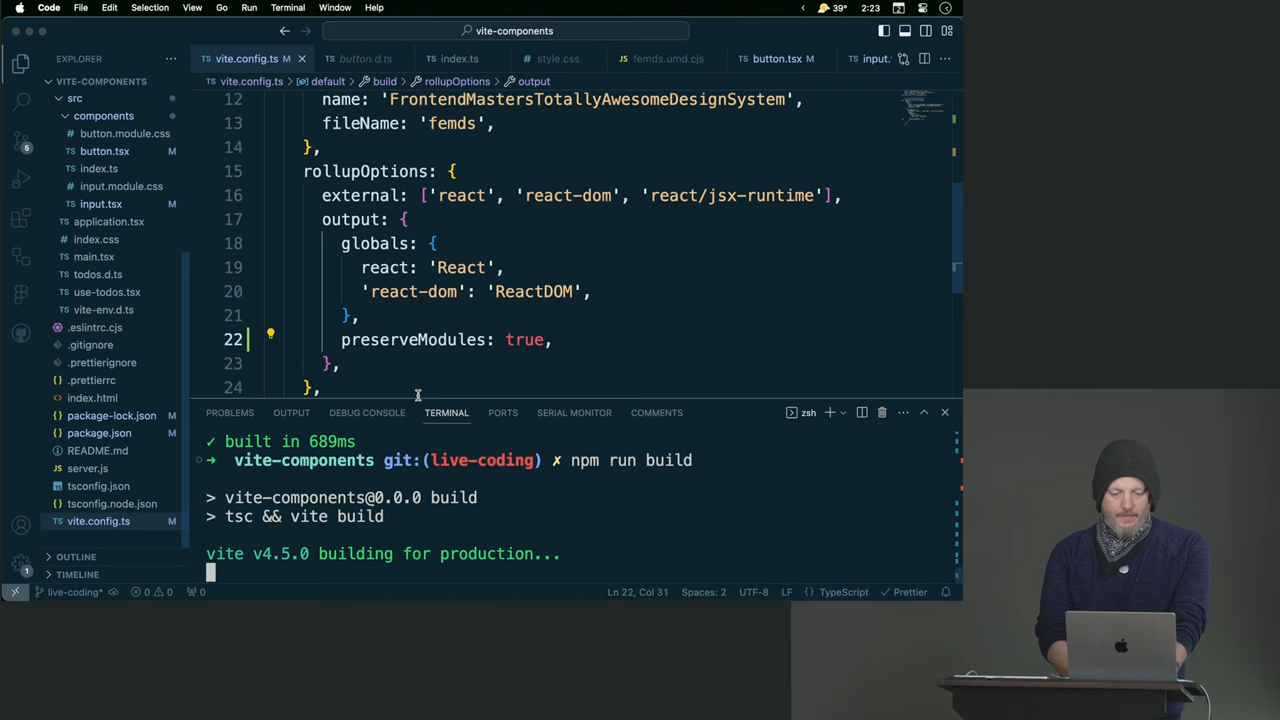 Code File Edit Selection View Go Run Terminal Window Help 39° 2:23
vite-components
EXPLORER
vite.config.ts M
button.d.ts
index.ts
style.css
femds.umd.cjs
button.tsx M
input.
vite.config.ts > default > build > rollupOptions > output
VITE-COMPONENTS
src
components
button.module.css
button.tsx M
index.ts
input.module.css
input.tsx M
application.tsx
index.css
main.tsx
todos.d.ts
use-todos.tsx
vite-env.d.ts
.eslintrc.cjs
.gitignore
.prettierignore
.prettierrc
index.html
package-lock.json M
package.json M
README.md
server.js
tsconfig.json
tsconfig.node.json
vite.config.ts M
OUTLINE
TIMELINE
5
1
12 name: 'FrontendMastersTotallyAwesomeDesignSystem',
13 fileName: 'femds',
14 },
15 rollupOptions: {
16 external: ['react', 'react-dom', 'react/jsx-runtime'],
17 output: {
18 globals: {
19 react: 'React',
20 'react-dom': 'ReactDOM',
21 },
22 preserveModules: true,
23 },
24 },
PROBLEMS OUTPUT DEBUG CONSOLE TERMINAL PORTS SERIAL MONITOR COMMENTS zsh
✓ built in 689ms
→ vite-components git:(live-coding) ✗ npm run build
> vite-components@0.0.0 build
> tsc && vite build
vite v4.5.0 building for production...
live-coding* 0 0 0 Ln 22, Col 31 Spaces: 2 UTF-8 LF {} TypeScript Prettier